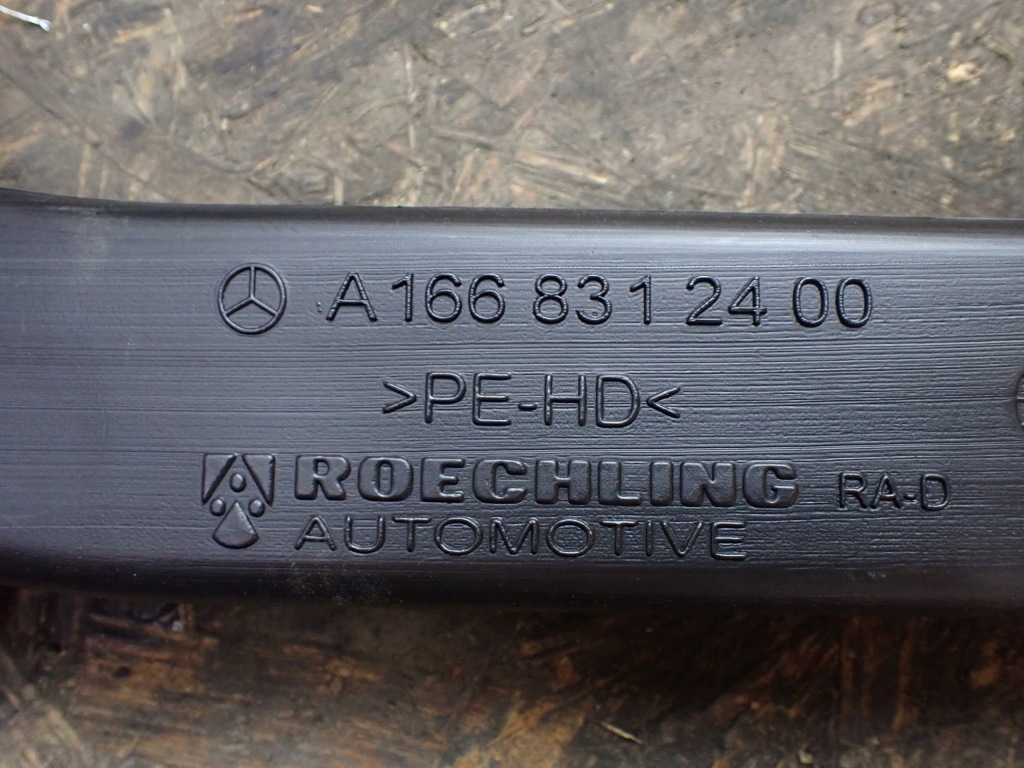 A 166 831 24 00
>PE-HD<
ROECHLING RA-D
AUTOMOTIVE